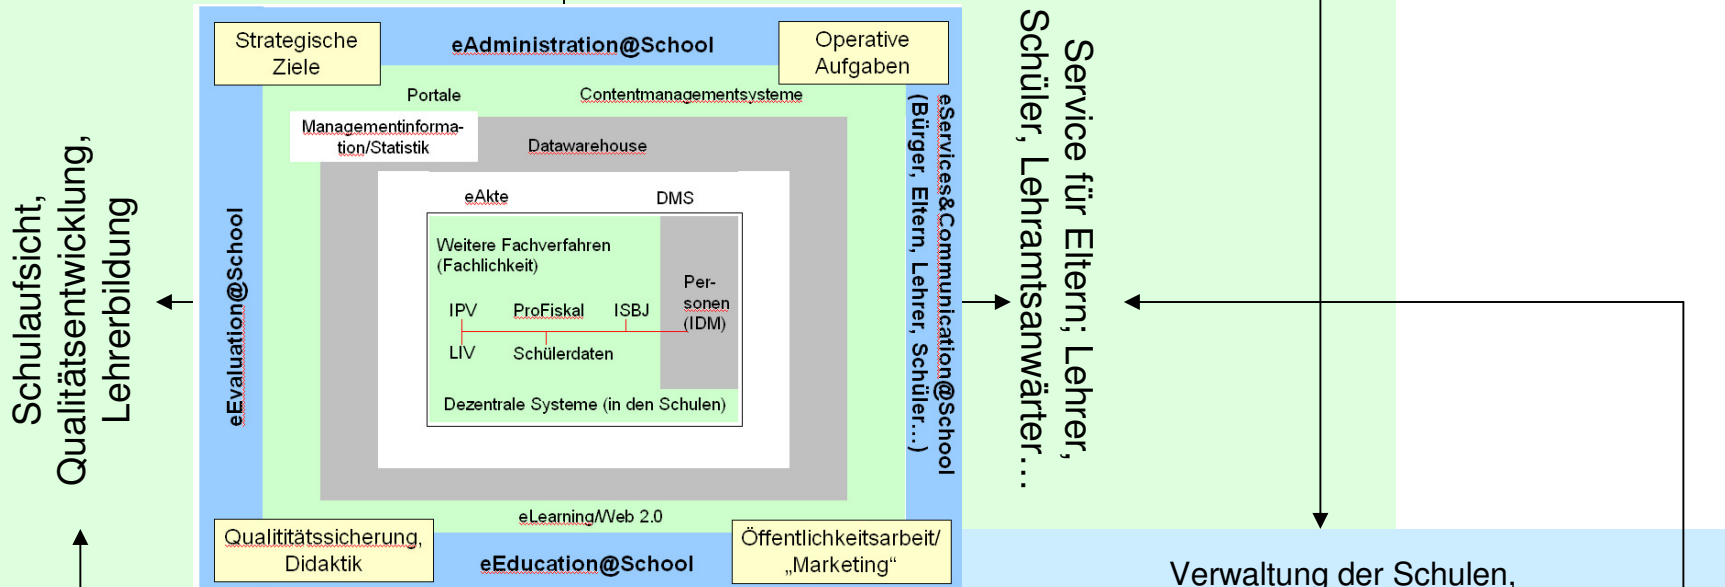 Schulaufsicht,
Qualitätsentwicklung,
Lehrerbildung
Strategische
Ziele
eAdministration@School
Operative
Aufgaben
Portale
Contentmanagementsysteme
Managementinforma-
tion/Statistik
Datawarehouse
eAkte
DMS
Weitere Fachverfahren
(Fachlichkeit)
Per-
sonen
(IDM)
IPV
ProFiskal
ISBJ
LIV
Schülerdaten
Dezentrale Systeme (in den Schulen)
eEvaluation@School
eServices&Communication@School
(Bürger, Eltern, Lehrer, Schüler...)
Service für Eltern; Lehrer,
Schüler, Lehramtsanwärter...
eLearning/Web 2.0
Qualititätssicherung,
Didaktik
eEducation@School
Öffentlichkeitsarbeit/
„Marketing“
Verwaltung der Schulen,